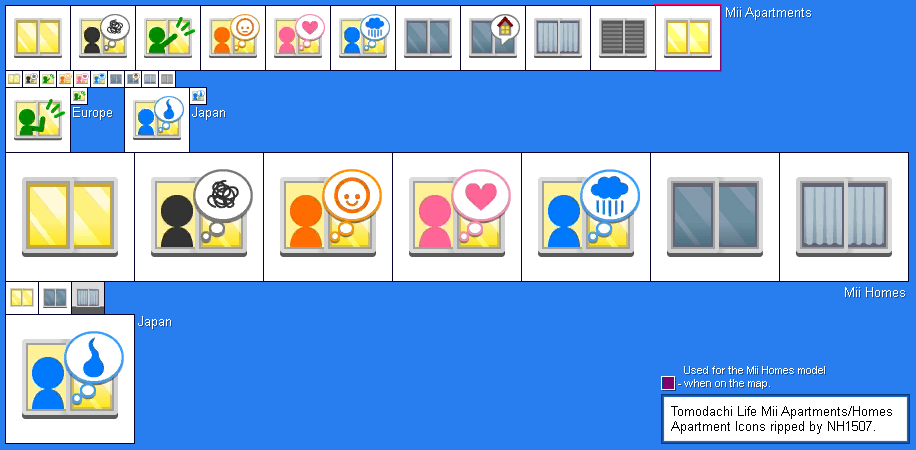 Mii Apartments
Europe
Japan
Mii Homes
Japan
Used for the Mii Homes model
- when on the map.
Tomodachi Life Mii Apartments/Homes
Apartment Icons ripped by NH1507.